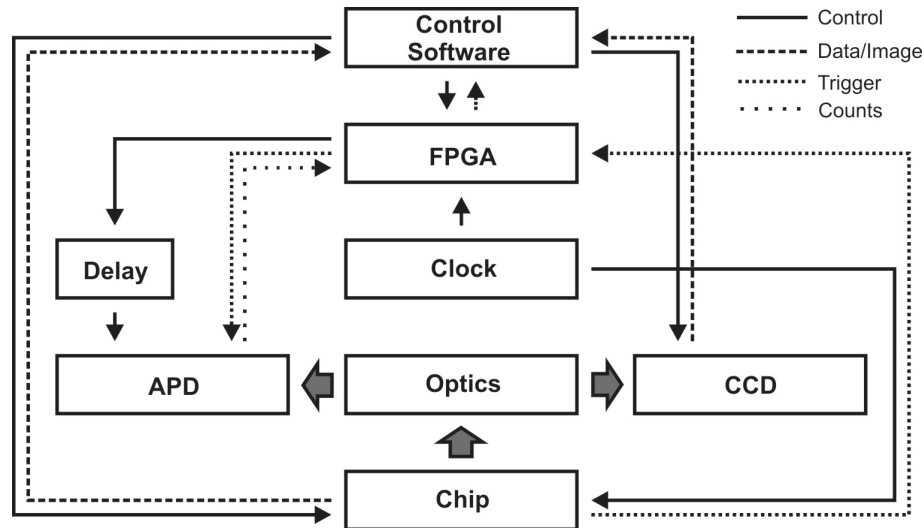 Control
Software
Control
Data/Image
Trigger
Counts
FPGA
Delay
Clock
APD
Optics
CCD
Chip